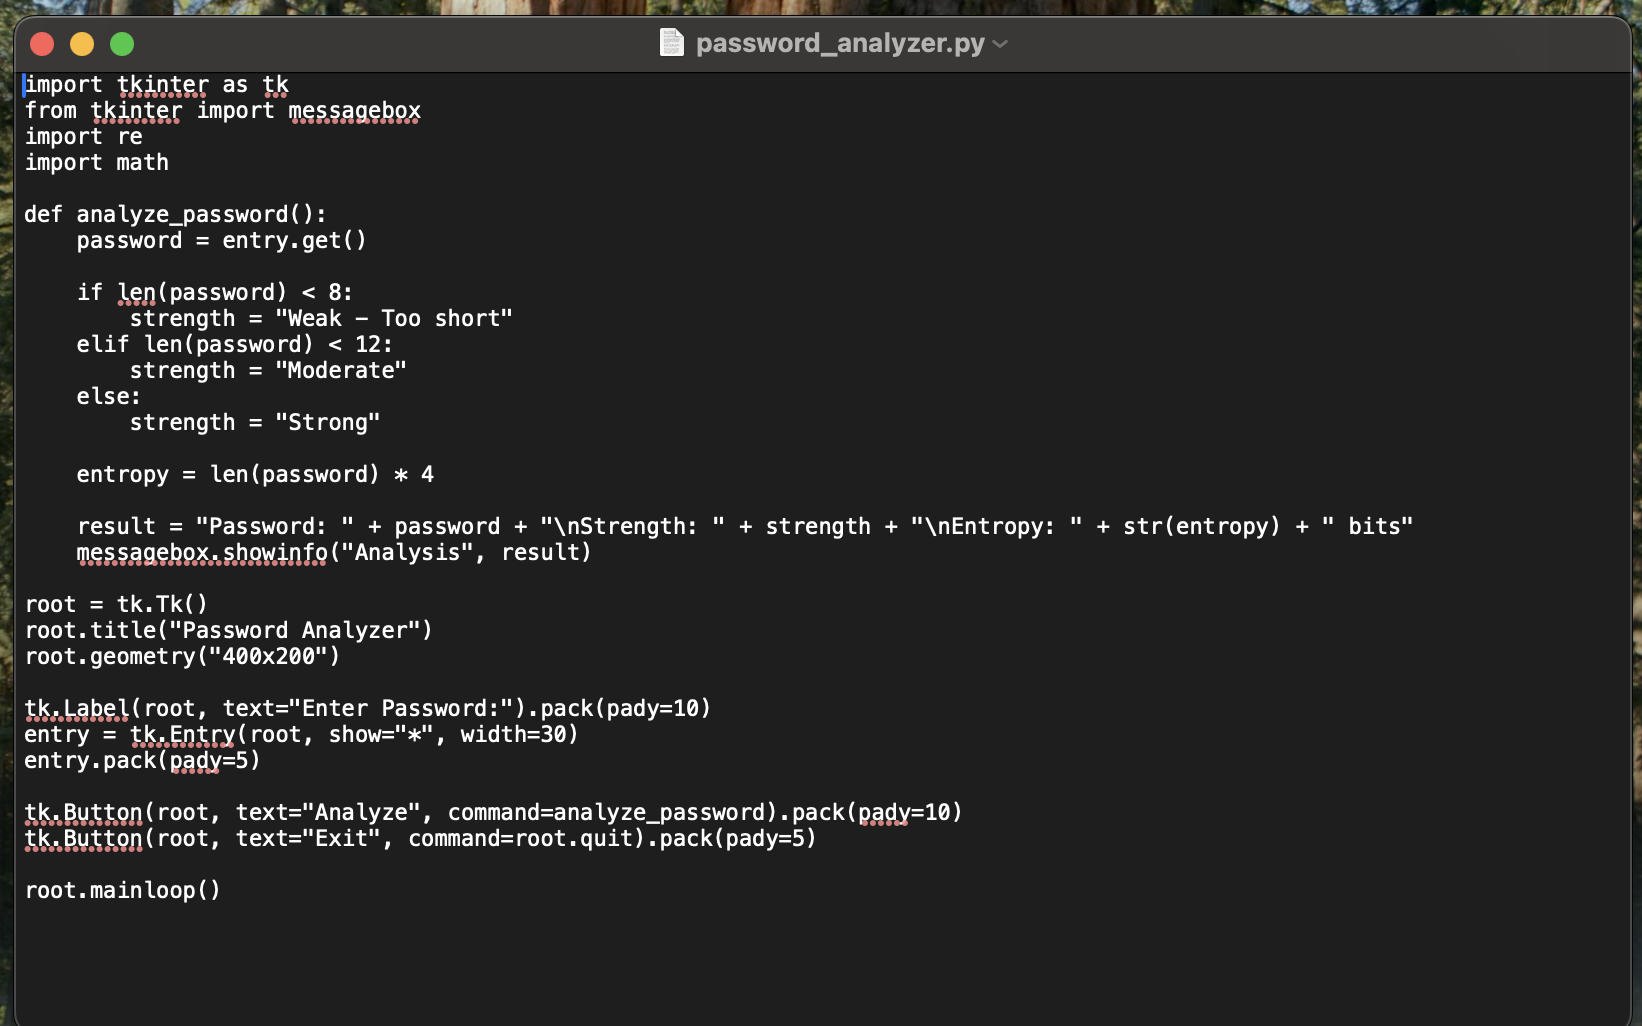 password_analyzer.py
import tkinter as tk
from tkinter import messagebox
import re
import math

def analyze_password():
    password = entry.get()

    if len(password) < 8:
        strength = "Weak – Too short"
    elif len(password) < 12:
        strength = "Moderate"
    else:
        strength = "Strong"

    entropy = len(password) * 4

    result = "Password: " + password + "\nStrength: " + strength + "\nEntropy: " + str(entropy) + " bits"
    messagebox.showinfo("Analysis", result)

root = tk.Tk()
root.title("Password Analyzer")
root.geometry("400x200")

tk.Label(root, text="Enter Password:").pack(pady=10)
entry = tk.Entry(root, show="*", width=30)
entry.pack(pady=5)

tk.Button(root, text="Analyze", command=analyze_password).pack(pady=10)
tk.Button(root, text="Exit", command=root.quit).pack(pady=5)

root.mainloop()